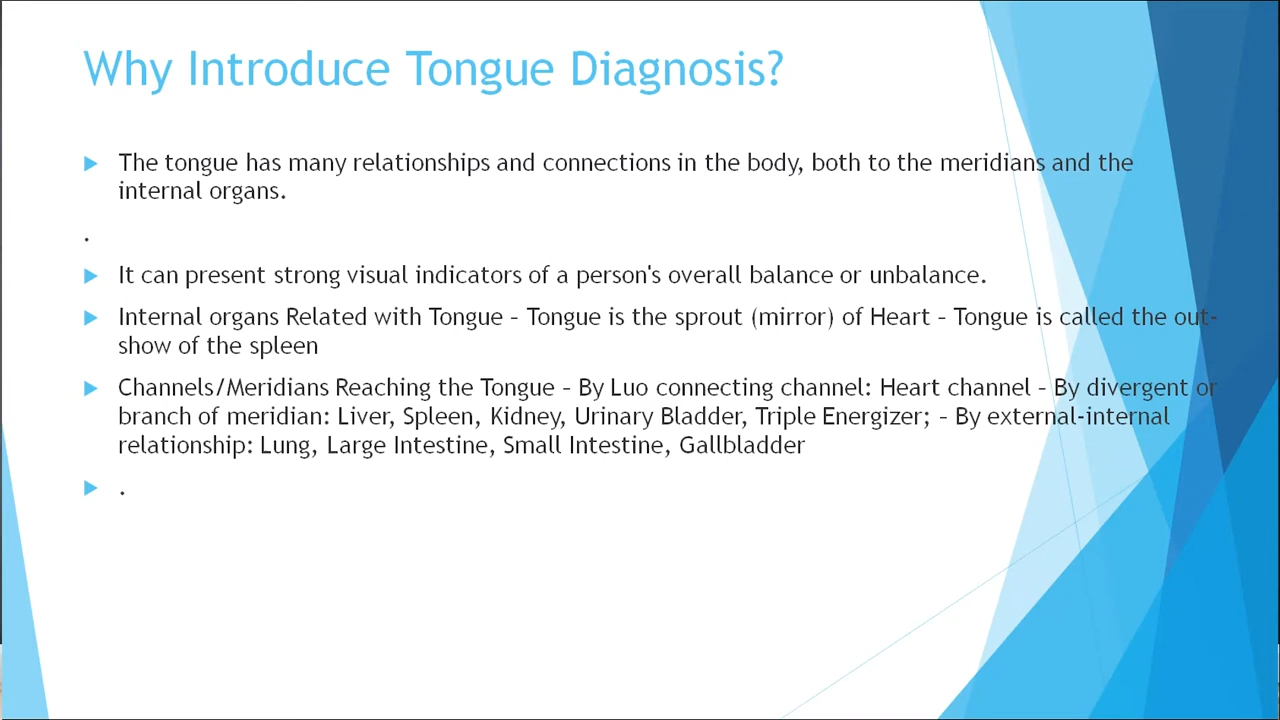 Why Introduce Tongue Diagnosis?
The tongue has many relationships and connections in the body, both to the meridians and the
internal organs.
.
It can present strong visual indicators of a person's overall balance or unbalance.
Internal organs Related with Tongue – Tongue is the sprout (mirror) of Heart – Tongue is called the out-
show of the spleen
Channels/Meridians Reaching the Tongue – By Luo connecting channel: Heart channel – By divergent or
branch of meridian: Liver, Spleen, Kidney, Urinary Bladder, Triple Energizer; – By external-internal
relationship: Lung, Large Intestine, Small Intestine, Gallbladder
.